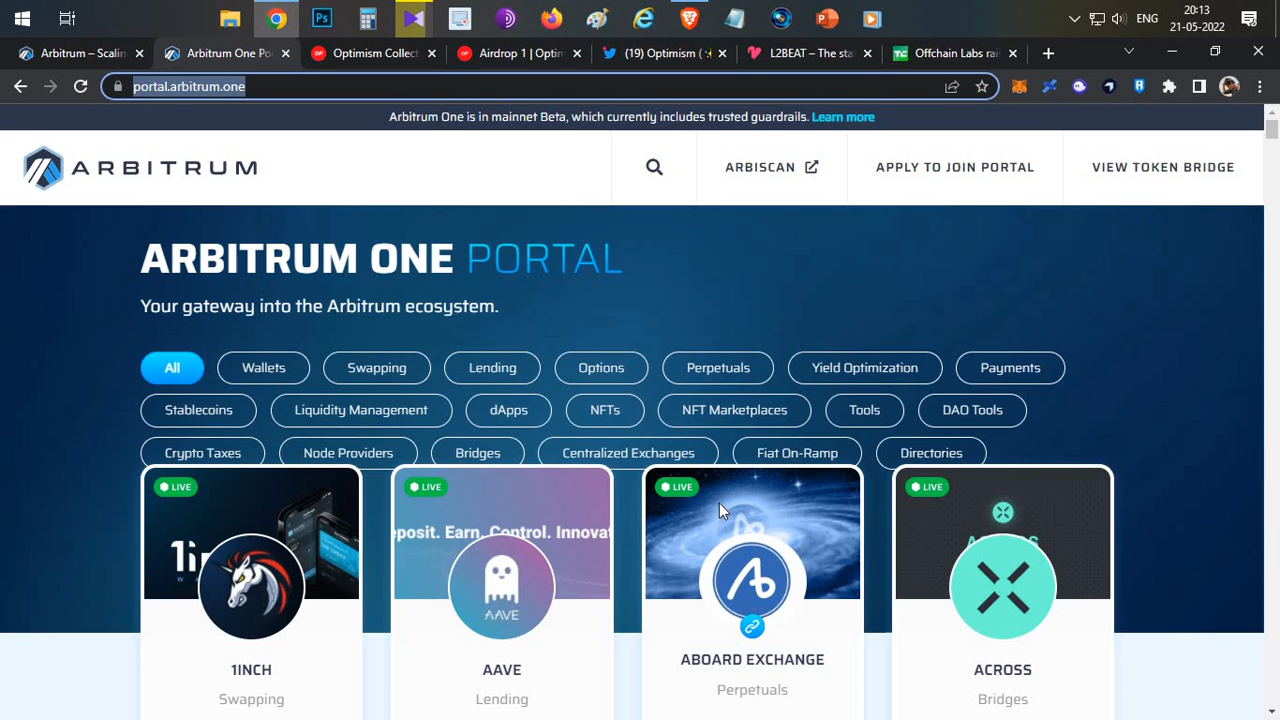 Ps
ENG
20:13
21-05-2022
Arbitrum – Scalin
Arbitrum One Po
Optimism Collect
Airdrop 1 | Optim
(19) Optimism (✨
L2BEAT – The sta
Offchain Labs rai
portal.arbitrum.one
Arbitrum One is in mainnet Beta, which currently includes trusted guardrails. Learn more
ARBITRUM
ARBISCAN
APPLY TO JOIN PORTAL
VIEW TOKEN BRIDGE
ARBITRUM ONE PORTAL
Your gateway into the Arbitrum ecosystem.
All
Wallets
Swapping
Lending
Options
Perpetuals
Yield Optimization
Payments
Stablecoins
Liquidity Management
dApps
NFTs
NFT Marketplaces
Tools
DAO Tools
Crypto Taxes
Node Providers
Bridges
Centralized Exchanges
Fiat On-Ramp
Directories
LIVE
LIVE
LIVE
LIVE
eposit. Earn. Control. Innovat
AAVE
1INCH
AAVE
ABOARD EXCHANGE
ACROSS
Swapping
Lending
Perpetuals
Bridges